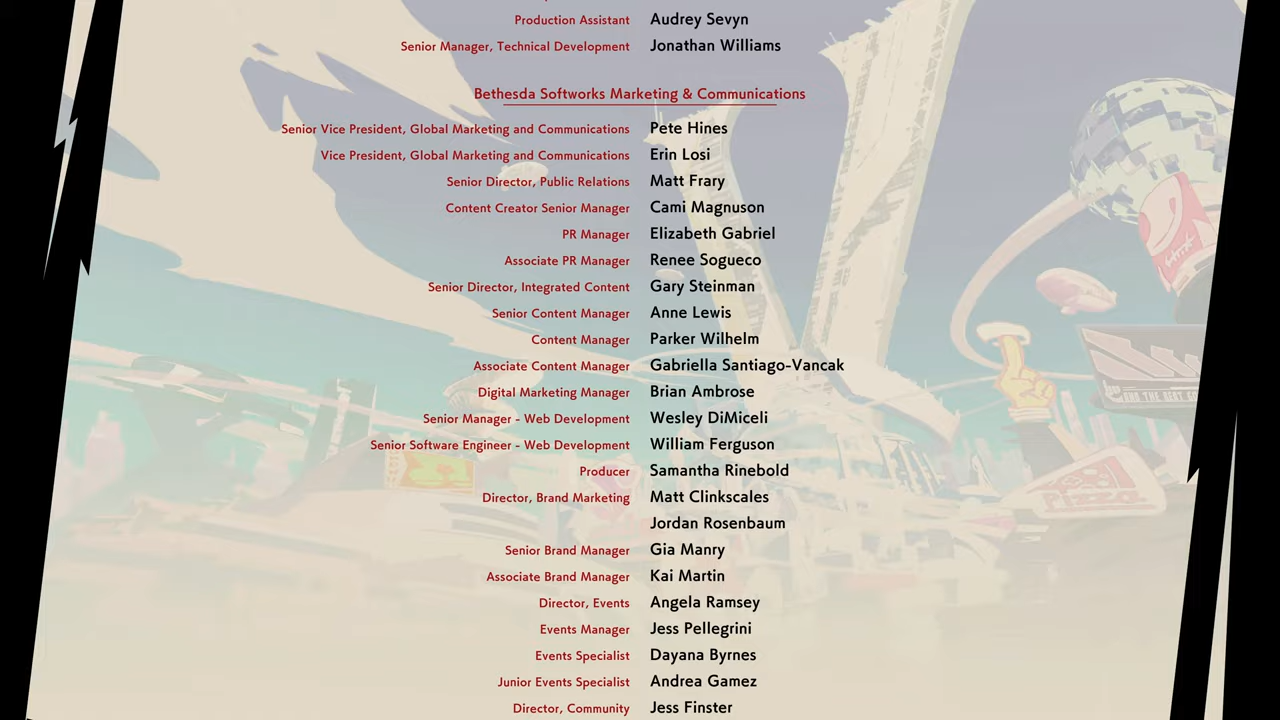 Production Assistant Audrey Sevyn
Senior Manager, Technical Development Jonathan Williams
Bethesda Softworks Marketing & Communications
Senior Vice President, Global Marketing and Communications Pete Hines
Vice President, Global Marketing and Communications Erin Losi
Senior Director, Public Relations Matt Frary
Content Creator Senior Manager Cami Magnuson
PR Manager Elizabeth Gabriel
Associate PR Manager Renee Sogueco
Senior Director, Integrated Content Gary Steinman
Senior Content Manager Anne Lewis
Content Manager Parker Wilhelm
Associate Content Manager Gabriella Santiago-Vancak
Digital Marketing Manager Brian Ambrose
Senior Manager - Web Development Wesley DiMiceli
Senior Software Engineer - Web Development William Ferguson
Producer Samantha Rinebold
Director, Brand Marketing Matt Clinkscales
Jordan Rosenbaum
Senior Brand Manager Gia Manry
Associate Brand Manager Kai Martin
Director, Events Angela Ramsey
Events Manager Jess Pellegrini
Events Specialist Dayana Byrnes
Junior Events Specialist Andrea Gamez
Director, Community Jess Finster